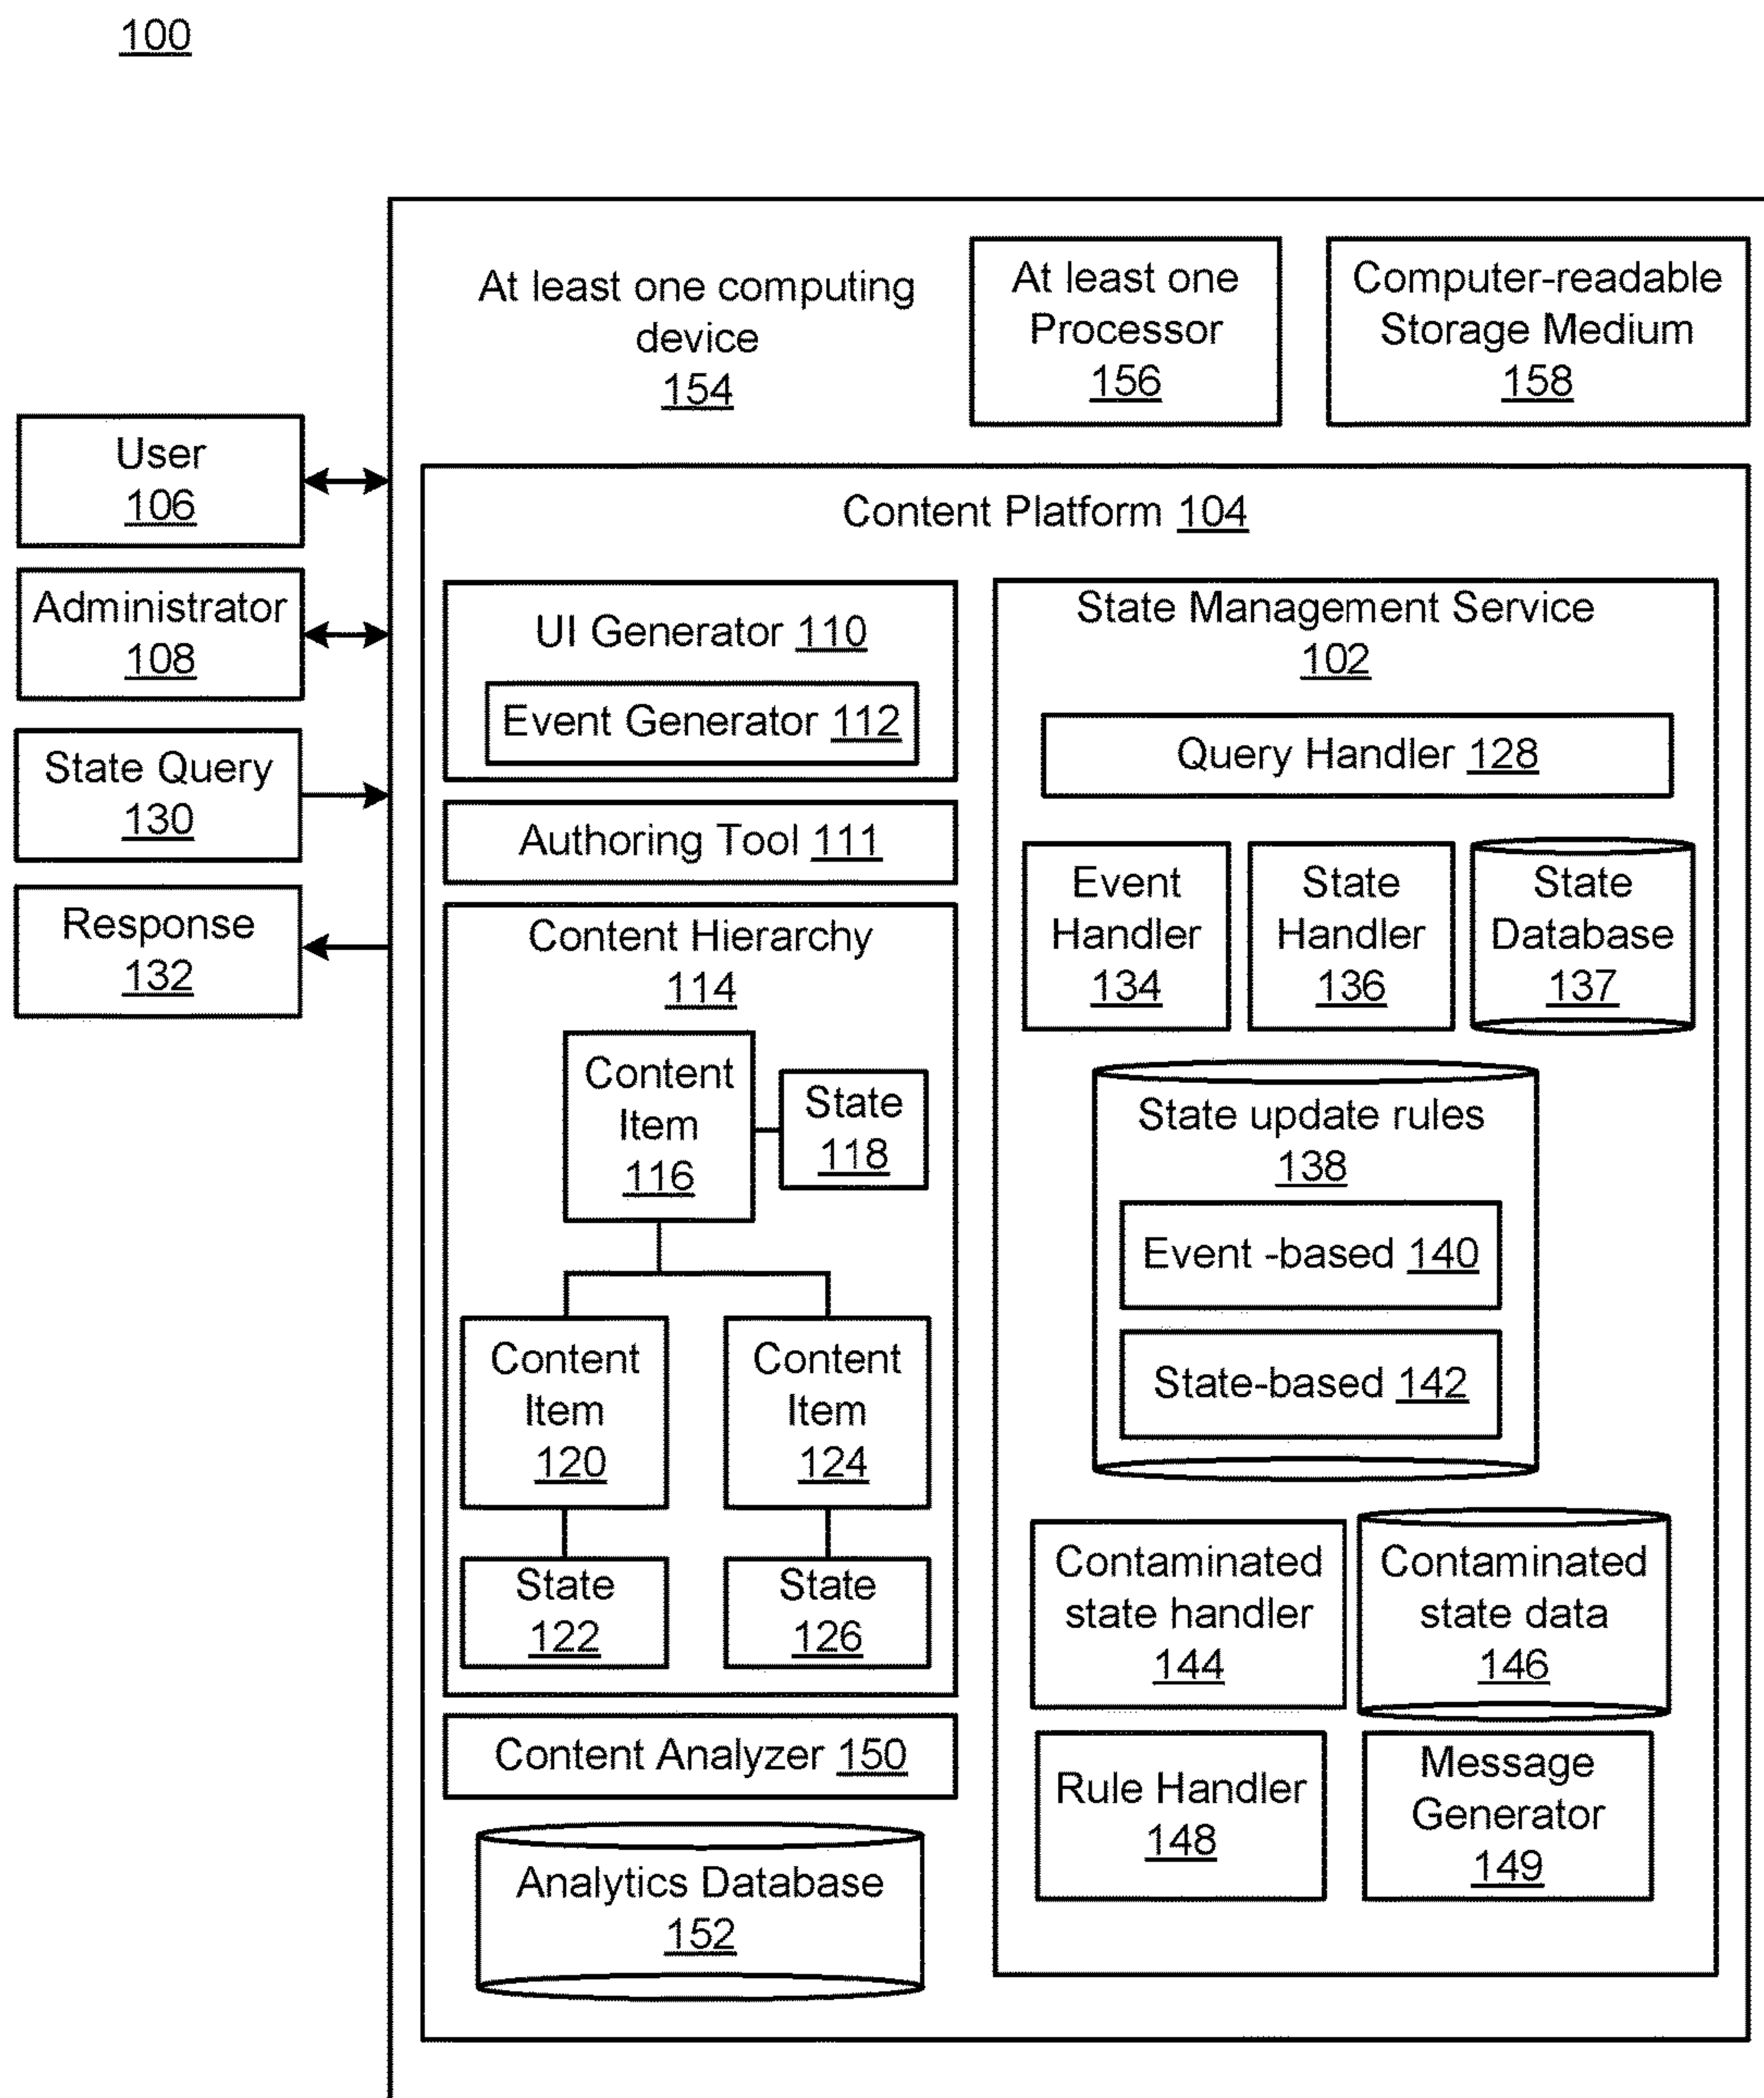 100
At least one computing
device
154
At least one
Processor
156
Computer-readable
Storage Medium
158
User
106
Administrator
108
State Query
130
Response
132
Content Platform 104
UI Generator 110
Event Generator 112
Authoring Tool 111
Content Hierarchy
114
Content
Item
116
State
118
Content
Item
120
Content
Item
124
State
122
State
126
Content Analyzer 150
Analytics Database
152
State Management Service
102
Query Handler 128
Event
Handler
134
State
Handler
136
State
Database
137
State update rules
138
Event -based 140
State-based 142
Contaminated
state handler
144
Contaminated
state data
146
Rule Handler
148
Message
Generator
149